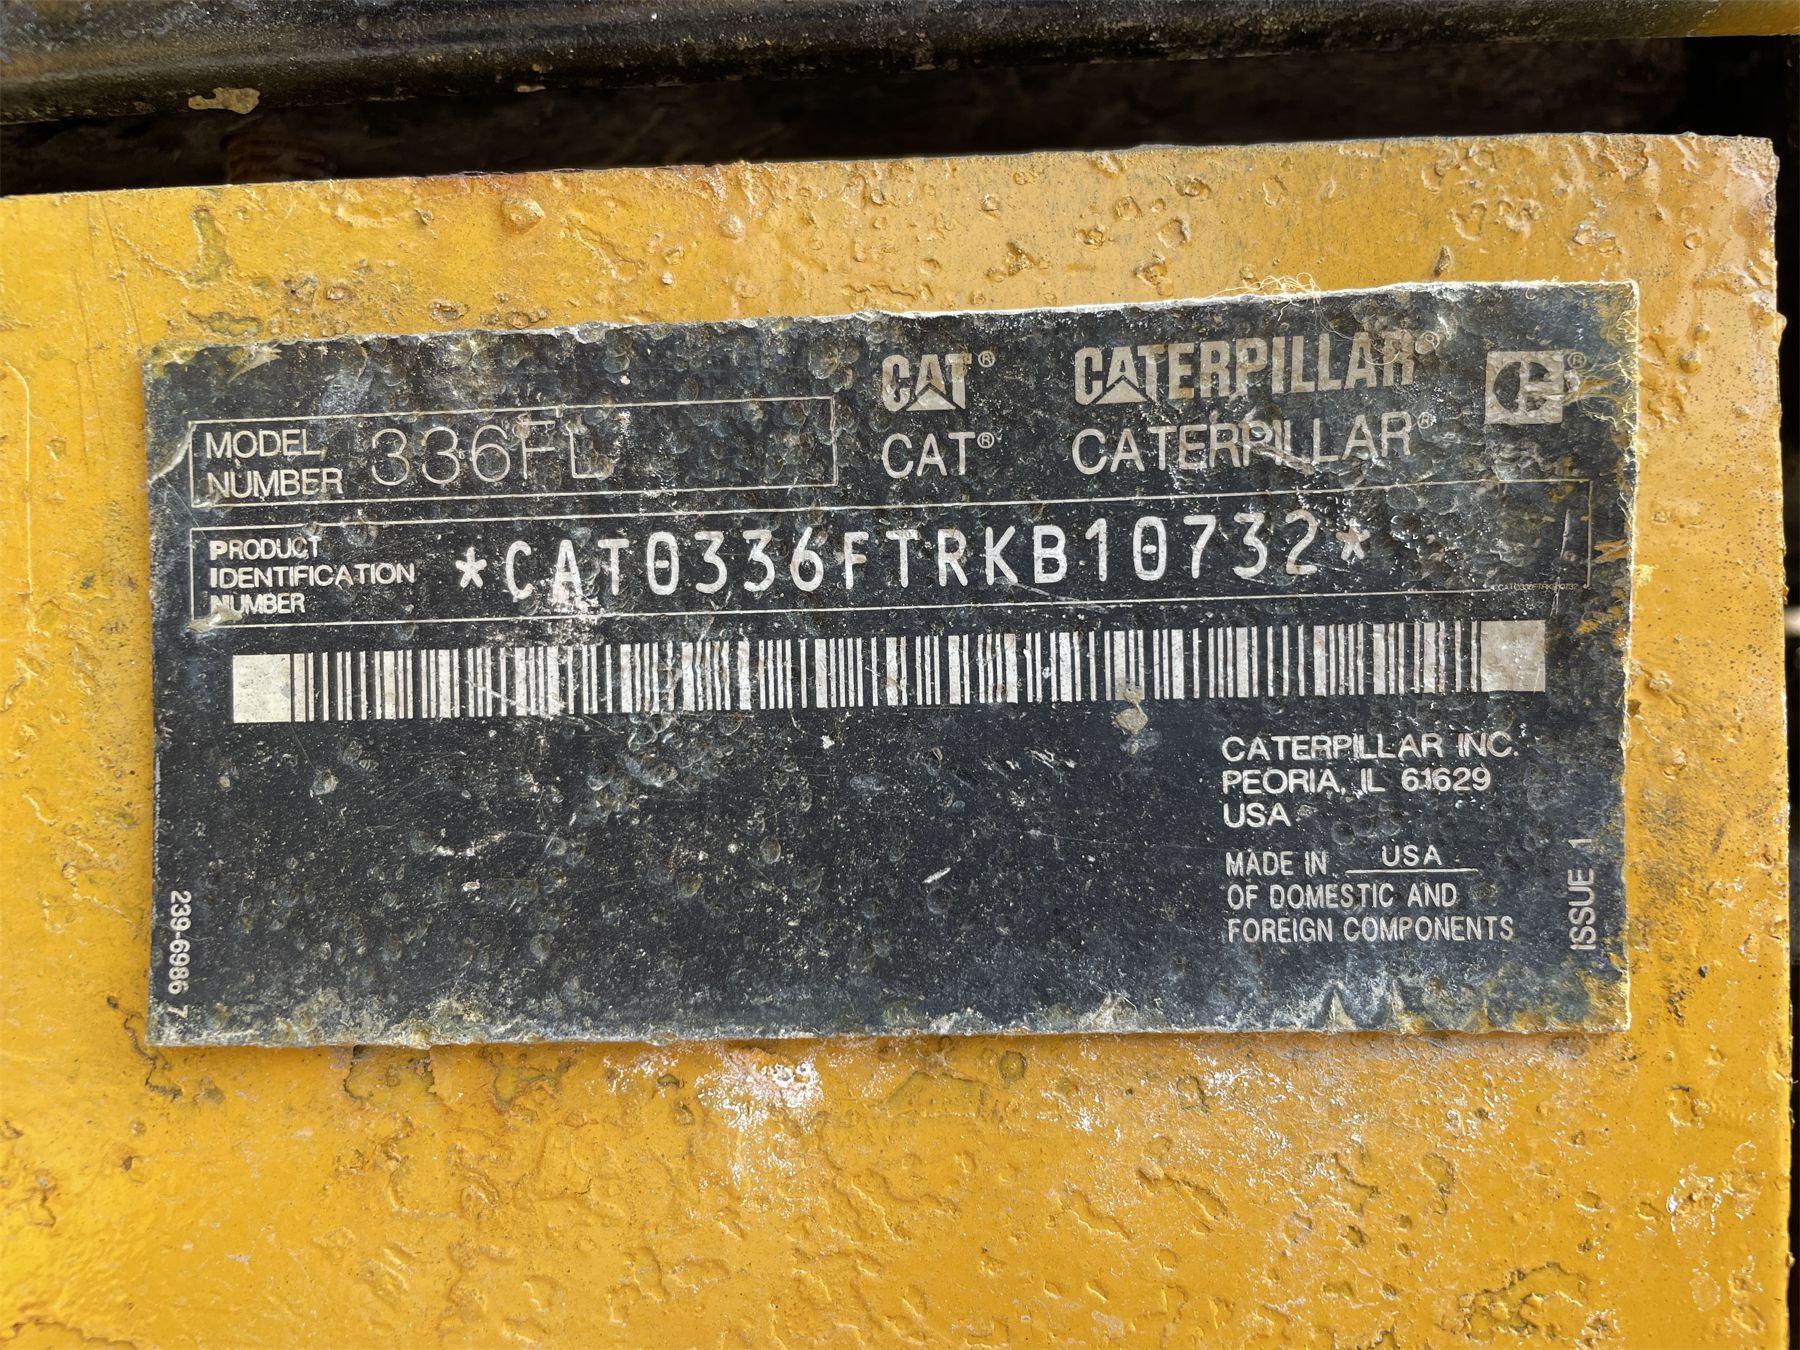 CAT® CATERPILLAR®
MODEL NUMBER 336FL
CAT® CATERPILLAR®
PRODUCT IDENTIFICATION NUMBER *CAT0336FTRKB10732*
CATERPILLAR INC.
PEORIA, IL 61629
USA
MADE IN USA
OF DOMESTIC AND
FOREIGN COMPONENTS
ISSUE 1
239-6986 7